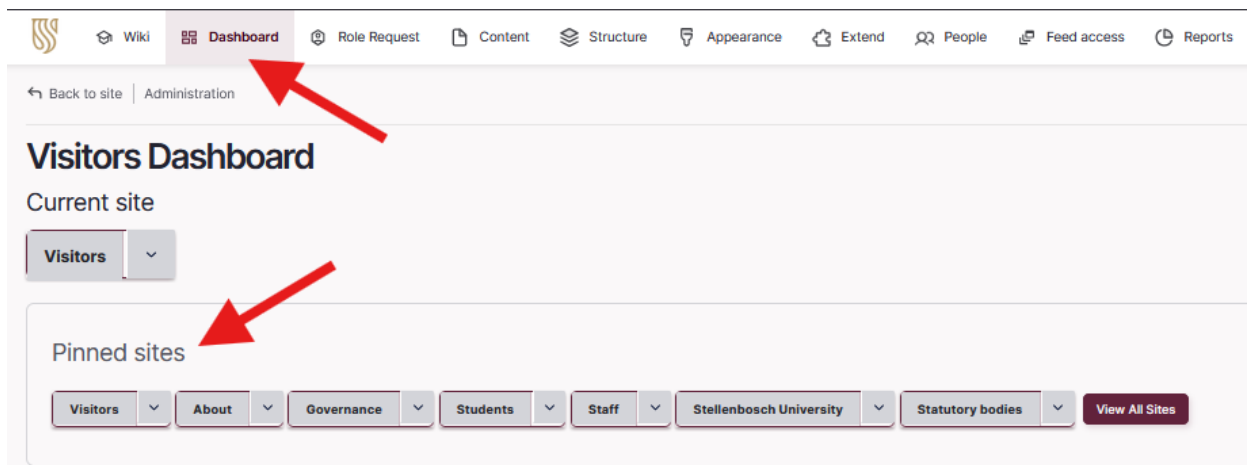 Wiki Dashboard Role Request Content Structure Appearance Extend People Feed access Reports
Back to site Administration
Visitors Dashboard
Current site
Visitors
Pinned sites
Visitors About Governance Students Staff Stellenbosch University Statutory bodies View All Sites